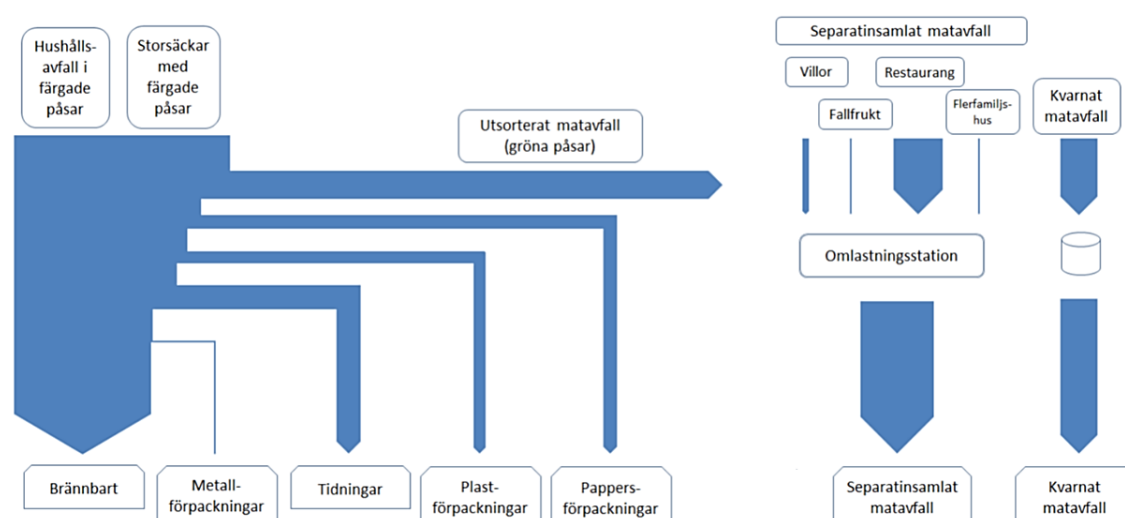 Hushålls-
avfall i
färgade
påsar
Storsäckar
med
färgade
påsar
Utsorterat matavfall
(gröna påsar)
Separatinsamlat matavfall
Villor
Restaurang
Fallfrukt
Flerfamiljs-
hus
Kvarnat
matavfall
Omlastningsstation
Brännbart
Metall-
förpackningar
Tidningar
Plast-
förpackningar
Pappers-
förpackningar
Separatinsamlat
matavfall
Kvarnat
matavfall